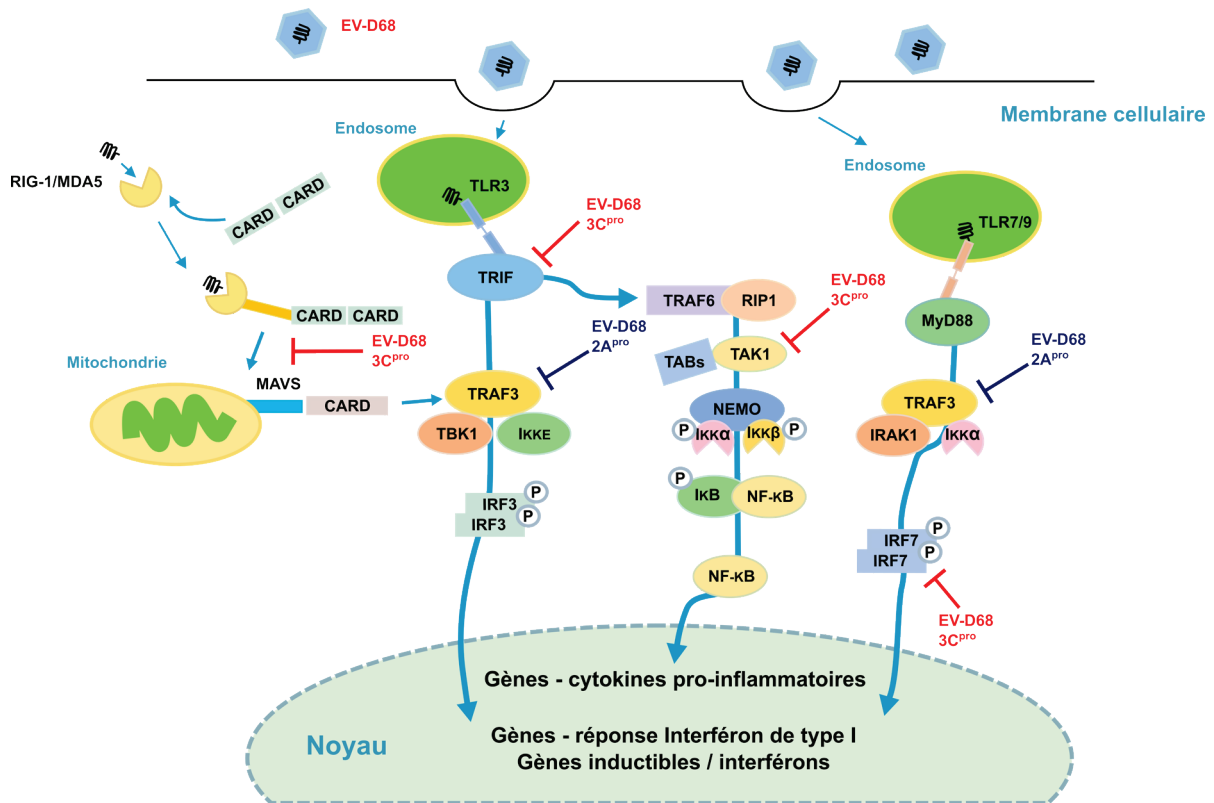 EV-D68
Membrane cellulaire
Endosome
Endosome
RIG-1/MDA5
CARD CARD
TLR3
TLR7/9
EV-D68
3Cpro
TRIF
TRAF6
RIP1
EV-D68
3Cpro
MyD88
CARD CARD
EV-D68
3Cpro
EV-D68
2Apro
TABs
TAK1
EV-D68
2Apro
Mitochondrie
MAVS
CARD
TRAF3
TBK1
IKKE
NEMO
P
IKKα
IKKβ
P
TRAF3
IRAK1
IKKα
P
IκB
NF-κB
IRF3
P
IRF3
P
IRF7
P
IRF7
P
NF-κB
EV-D68
3Cpro
Gènes - cytokines pro-inflammatoires
Noyau
Gènes - réponse Interféron de type I
Gènes inductibles / interférons